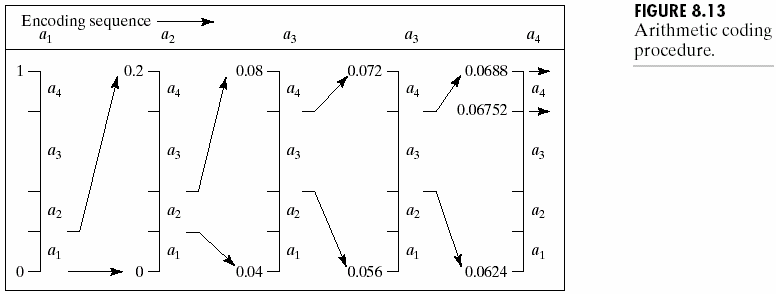 Encoding sequence
a1 a2 a3 a3 a4
1 0.2 0.08 0.072 0.0688
a4 a4 a4 a4 a4
0.06752
a3 a3 a3 a3 a3
a2 a2 a2 a2 a2
a1 a1 a1 a1 a1
0 0 0.04 0.056 0.0624
FIGURE 8.13
Arithmetic coding
procedure.